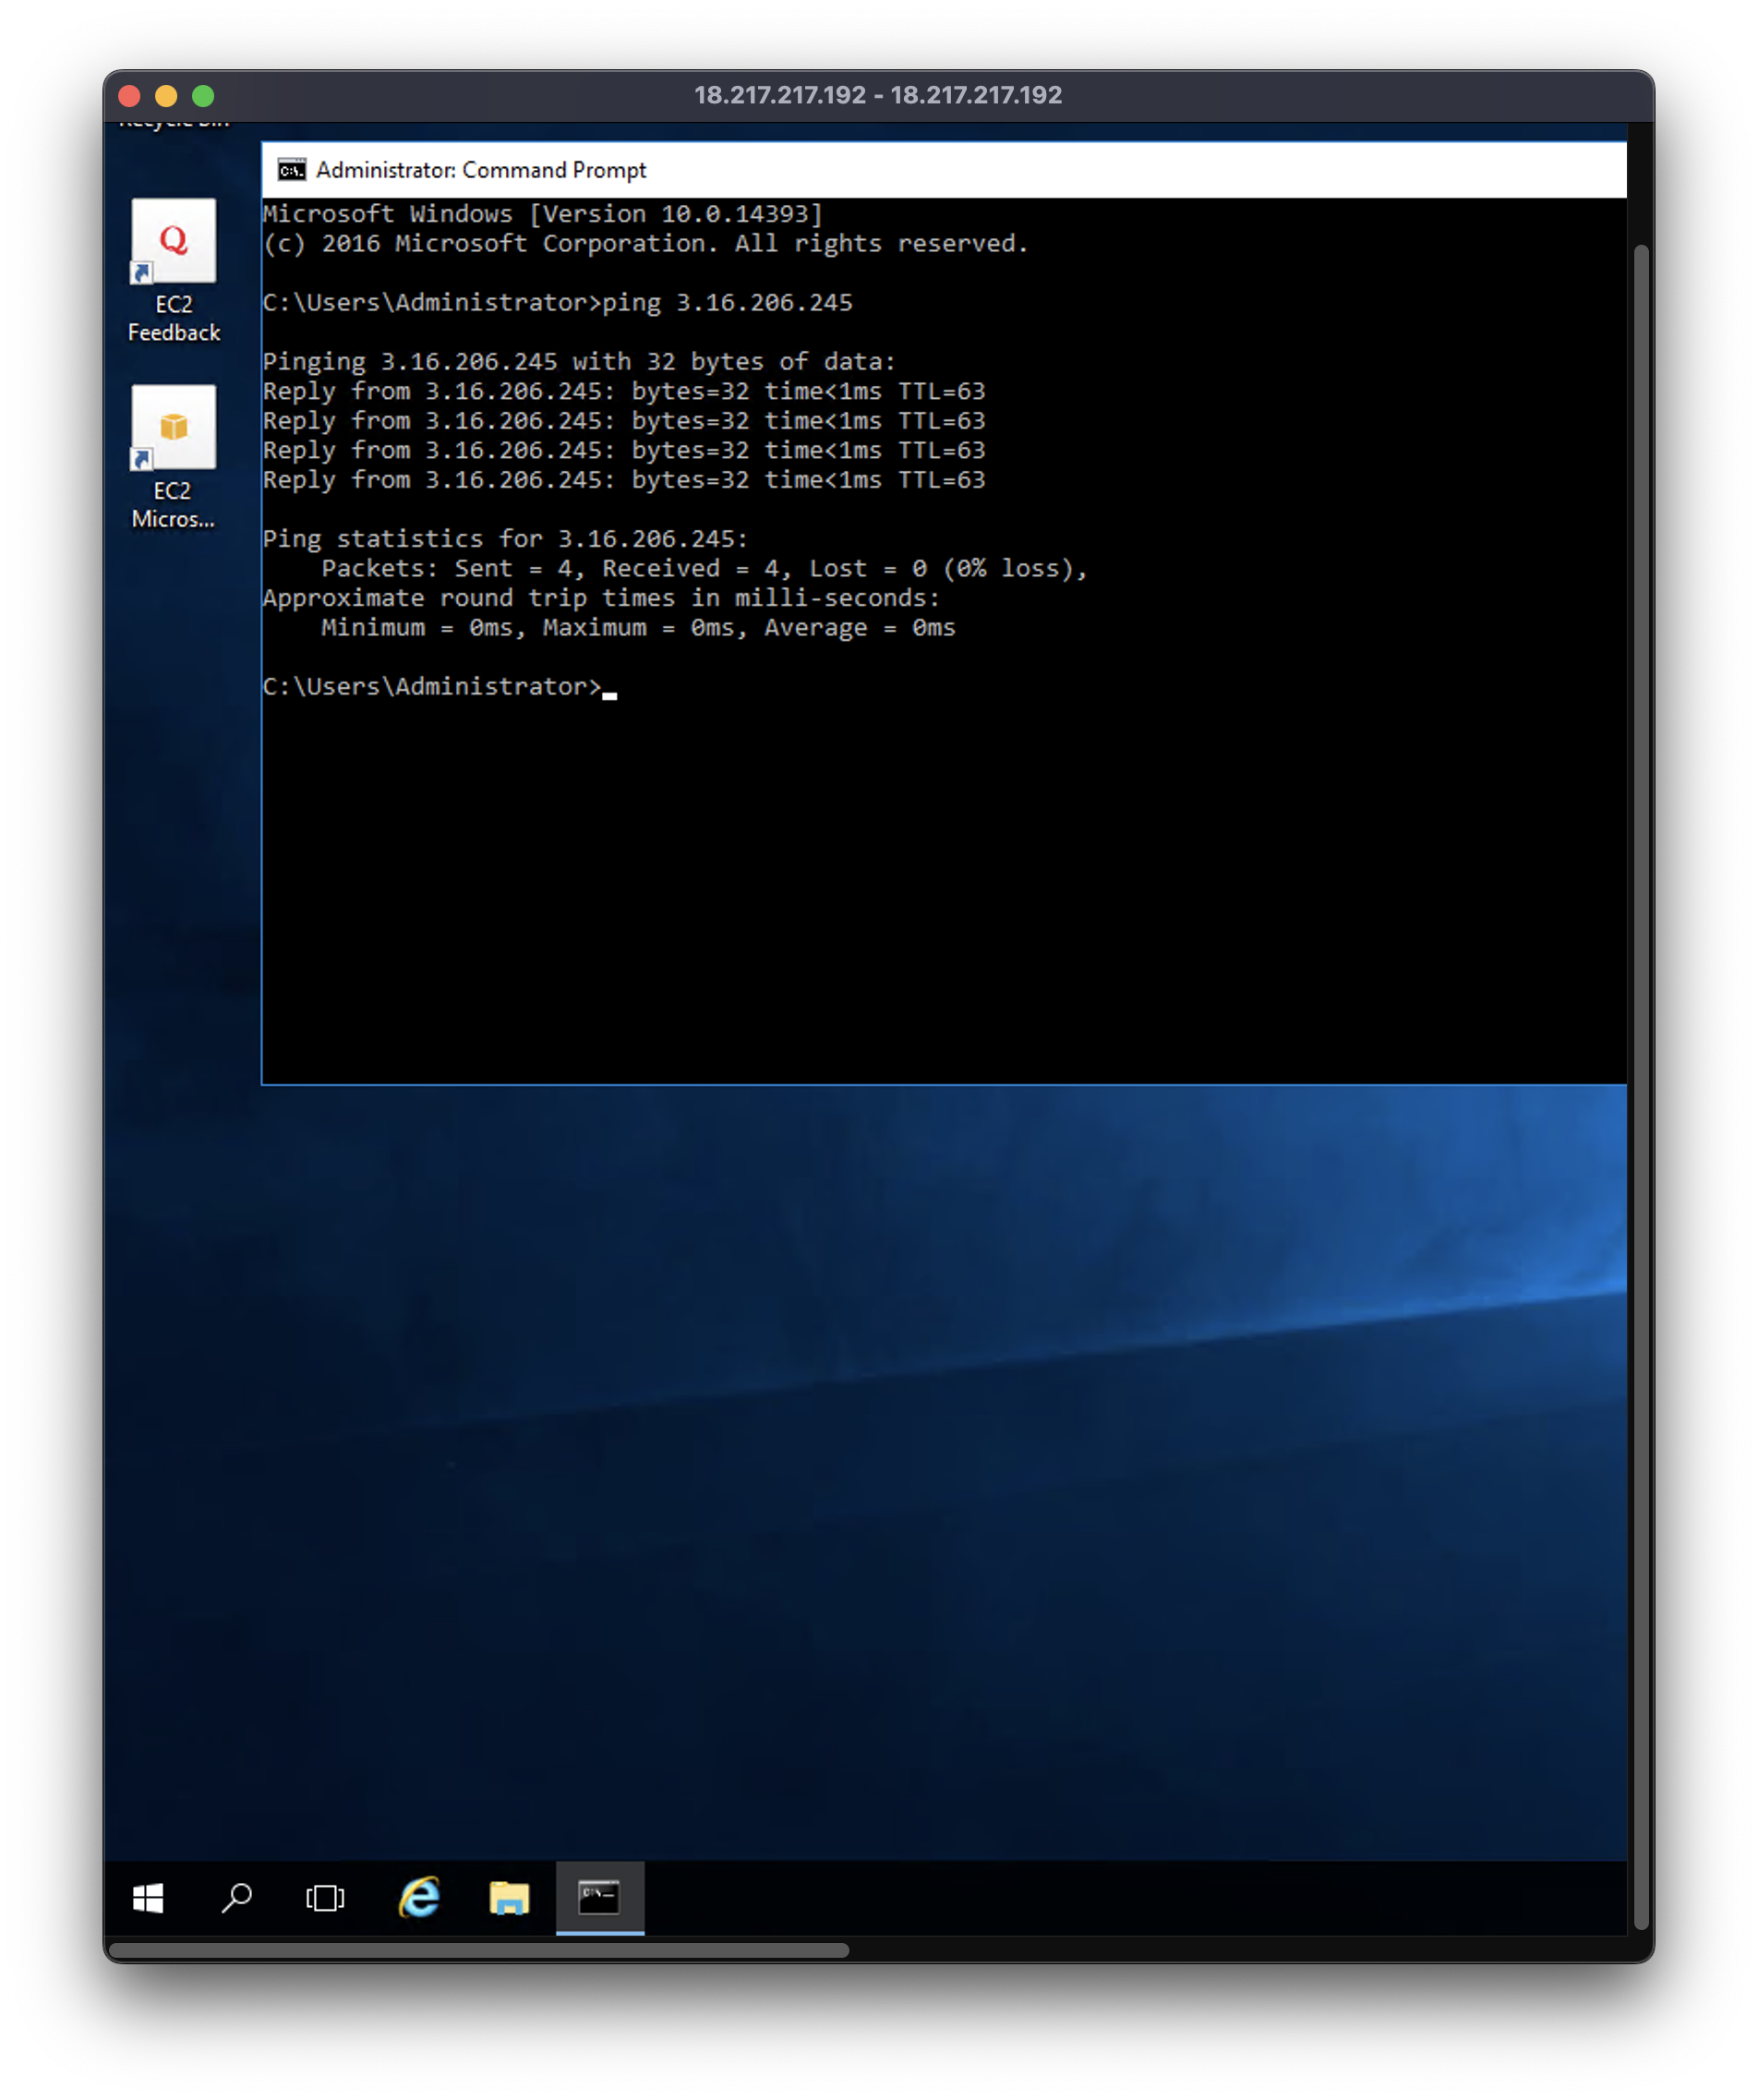 18.217.217.192 - 18.217.217.192
Recycle Bin
Administrator: Command Prompt
Microsoft Windows [Version 10.0.14393]
(c) 2016 Microsoft Corporation. All rights reserved.
C:\Users\Administrator>ping 3.16.206.245
Pinging 3.16.206.245 with 32 bytes of data:
Reply from 3.16.206.245: bytes=32 time<1ms TTL=63
Reply from 3.16.206.245: bytes=32 time<1ms TTL=63
Reply from 3.16.206.245: bytes=32 time<1ms TTL=63
Reply from 3.16.206.245: bytes=32 time<1ms TTL=63
Ping statistics for 3.16.206.245:
Packets: Sent = 4, Received = 4, Lost = 0 (0% loss),
Approximate round trip times in milli-seconds:
Minimum = 0ms, Maximum = 0ms, Average = 0ms
C:\Users\Administrator>
Q
EC2
Feedback
EC2
Micros...